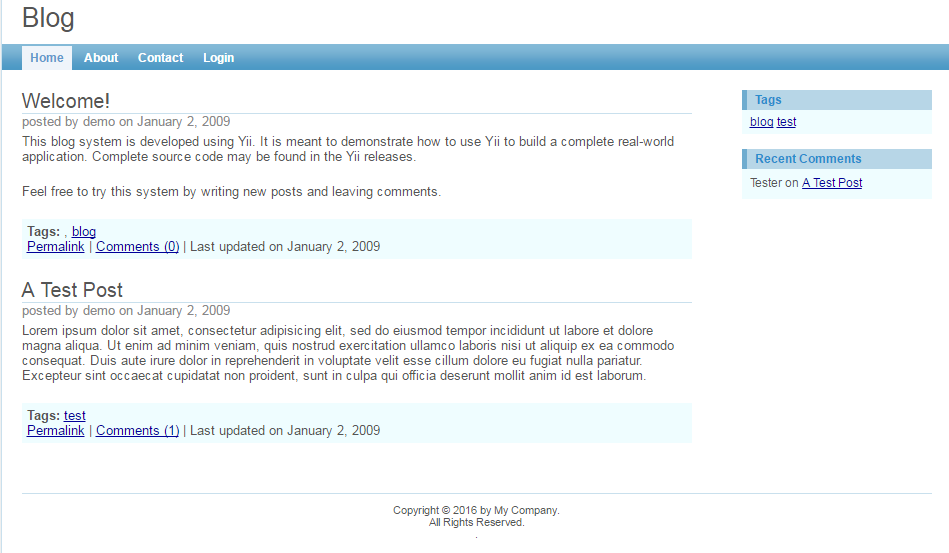 Blog
Home About Contact Login
Welcome!
posted by demo on January 2, 2009
This blog system is developed using Yii. It is meant to demonstrate how to use Yii to build a complete real-world
application. Complete source code may be found in the Yii releases.
Feel free to try this system by writing new posts and leaving comments.
Tags: , blog
Permalink | Comments (0) | Last updated on January 2, 2009
A Test Post
posted by demo on January 2, 2009
Lorem ipsum dolor sit amet, consectetur adipisicing elit, sed do eiusmod tempor incididunt ut labore et dolore
magna aliqua. Ut enim ad minim veniam, quis nostrud exercitation ullamco laboris nisi ut aliquip ex ea commodo
consequat. Duis aute irure dolor in reprehenderit in voluptate velit esse cillum dolore eu fugiat nulla pariatur.
Excepteur sint occaecat cupidatat non proident, sunt in culpa qui officia deserunt mollit anim id est laborum.
Tags: test
Permalink | Comments (1) | Last updated on January 2, 2009
Tags
blog test
Recent Comments
Tester on A Test Post
Copyright © 2016 by My Company.
All Rights Reserved.
.